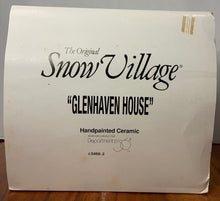 The Original
Snow Village®
"GLENHAVEN HOUSE"
Handpainted Ceramic
Department 56